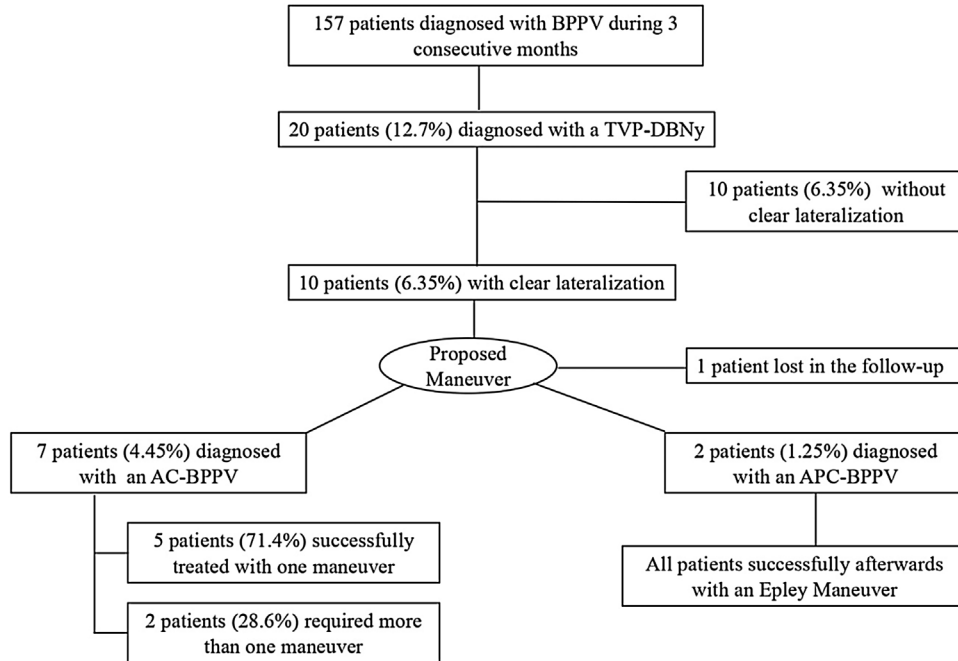 157 patients diagnosed with BPPV during 3
consecutive months
20 patients (12.7%) diagnosed with a TVP-DBNy
10 patients (6.35%) without
clear lateralization
10 patients (6.35%) with clear lateralization
Proposed
Maneuver
1 patient lost in the follow-up
7 patients (4.45%) diagnosed
with an AC-BPPV
2 patients (1.25%) diagnosed
with an APC-BPPV
5 patients (71.4%) successfully
treated with one maneuver
All patients successfully afterwards
with an Epley Maneuver
2 patients (28.6%) required more
than one maneuver